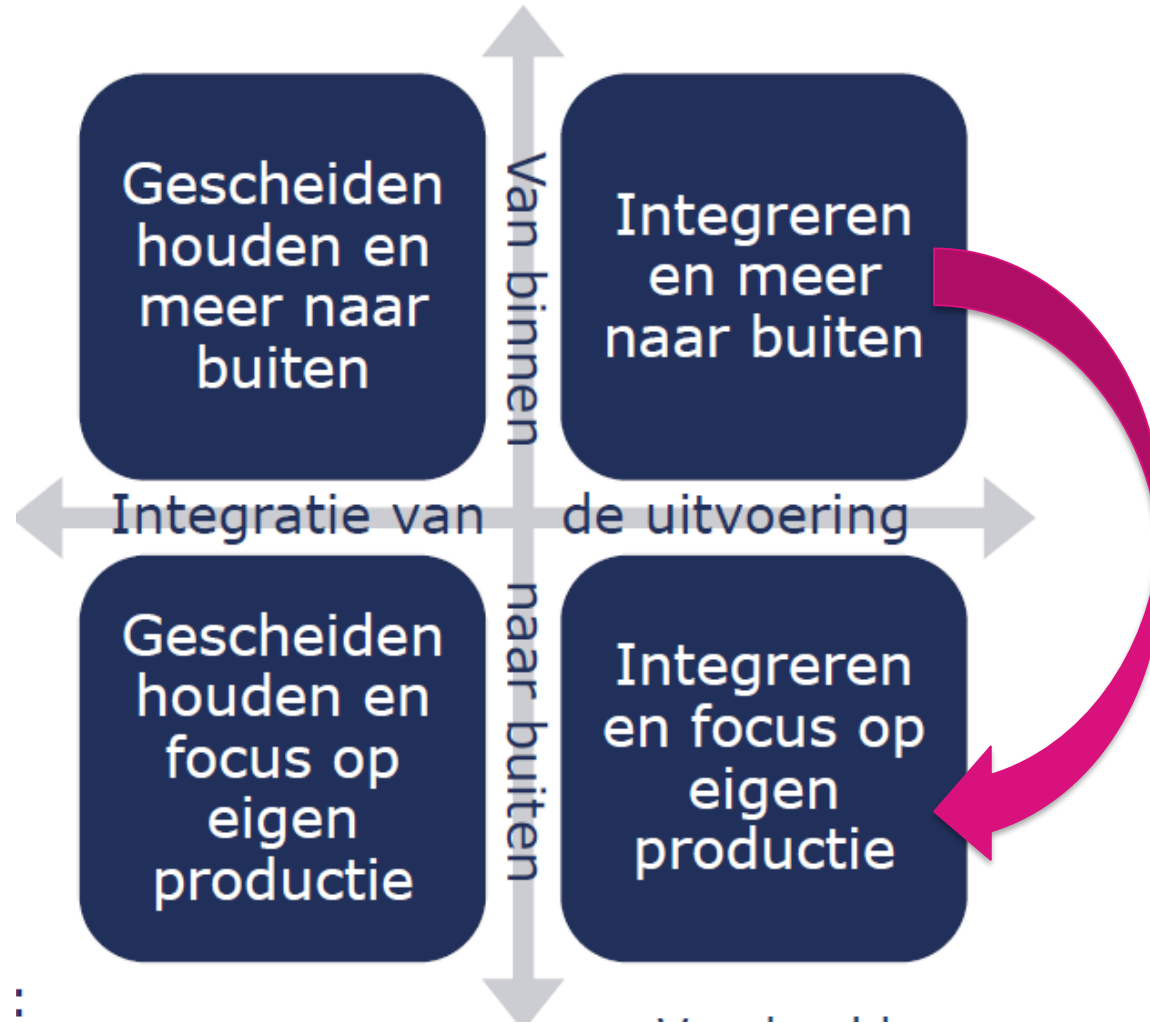 Gescheiden
houden en
meer naar
buiten
Van binnen
Integreren
en meer
naar buiten
Integratie van de uitvoering
Gescheiden
houden en
focus op
eigen
productie
naar buiten
Integreren
en focus op
eigen
productie
: